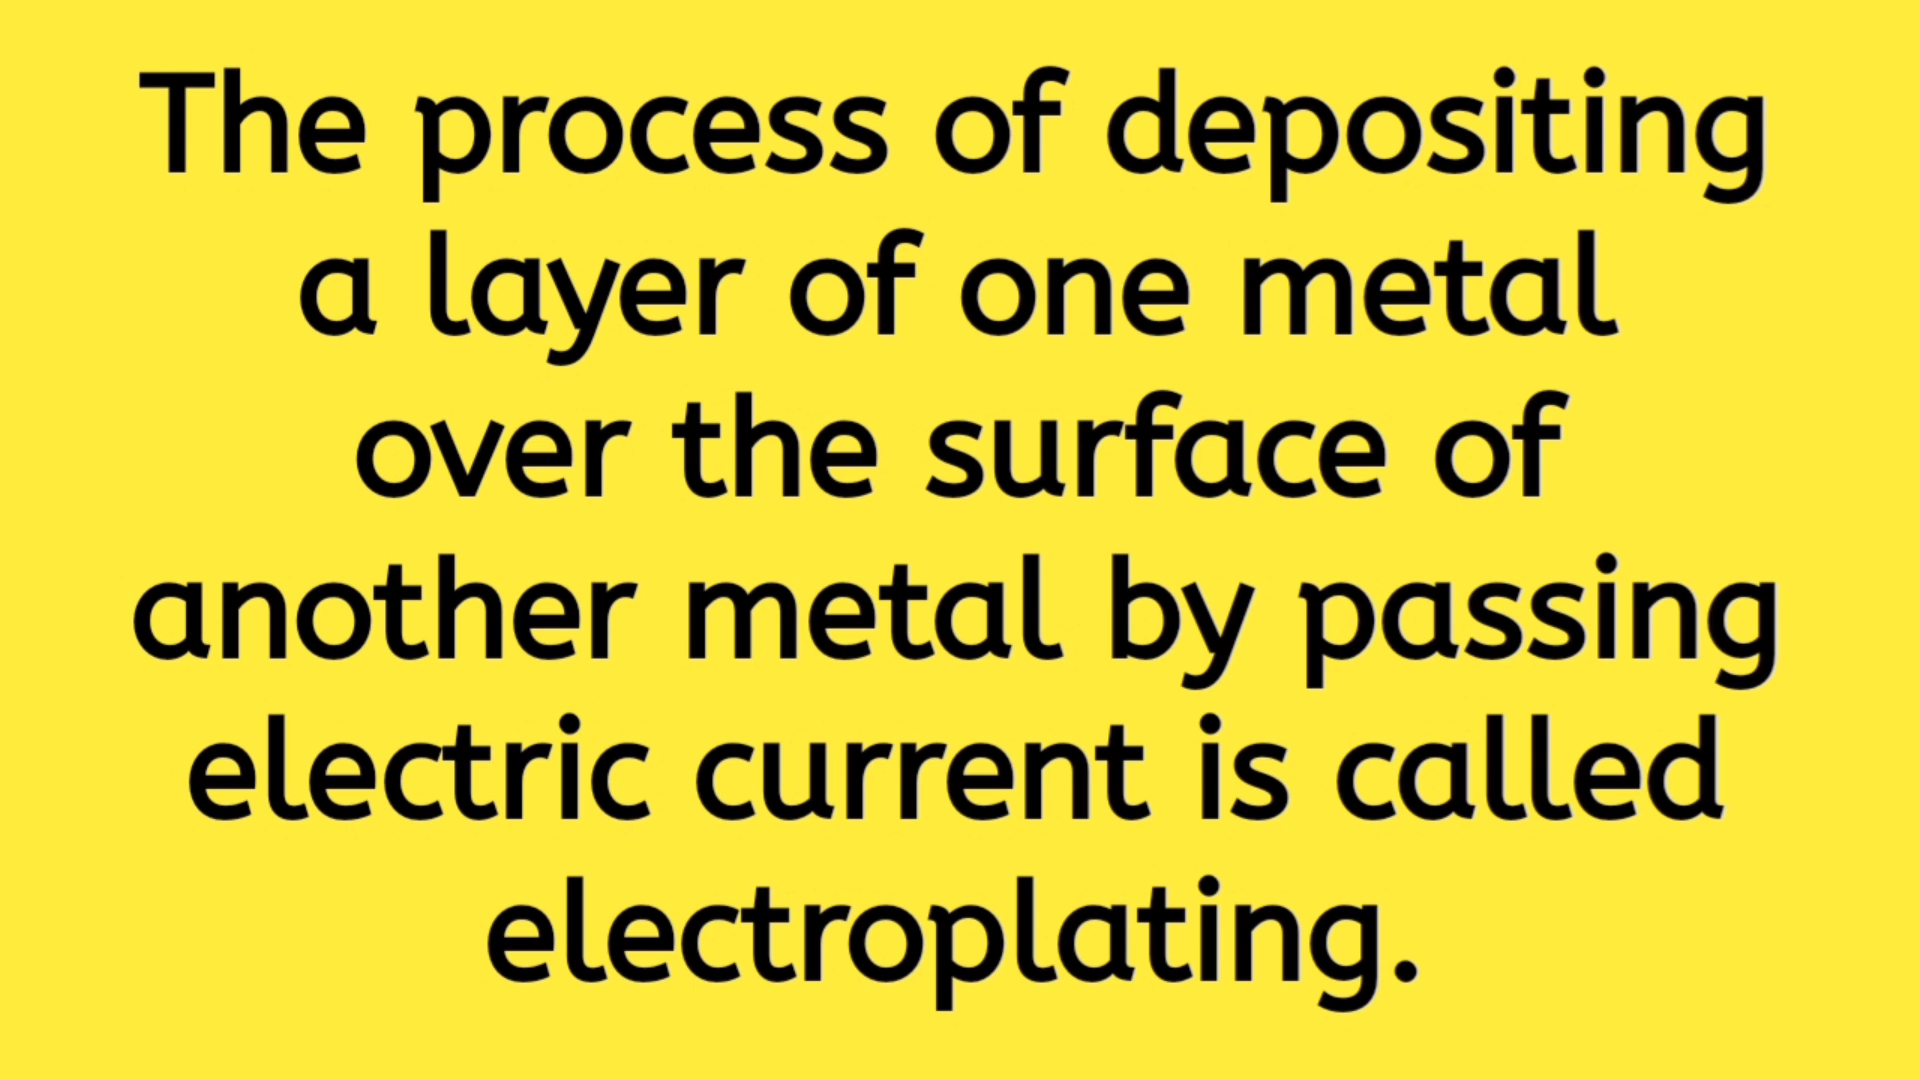 The process of depositing
a layer of one metal
over the surface of
another metal by passing
electric current is called
electroplating.